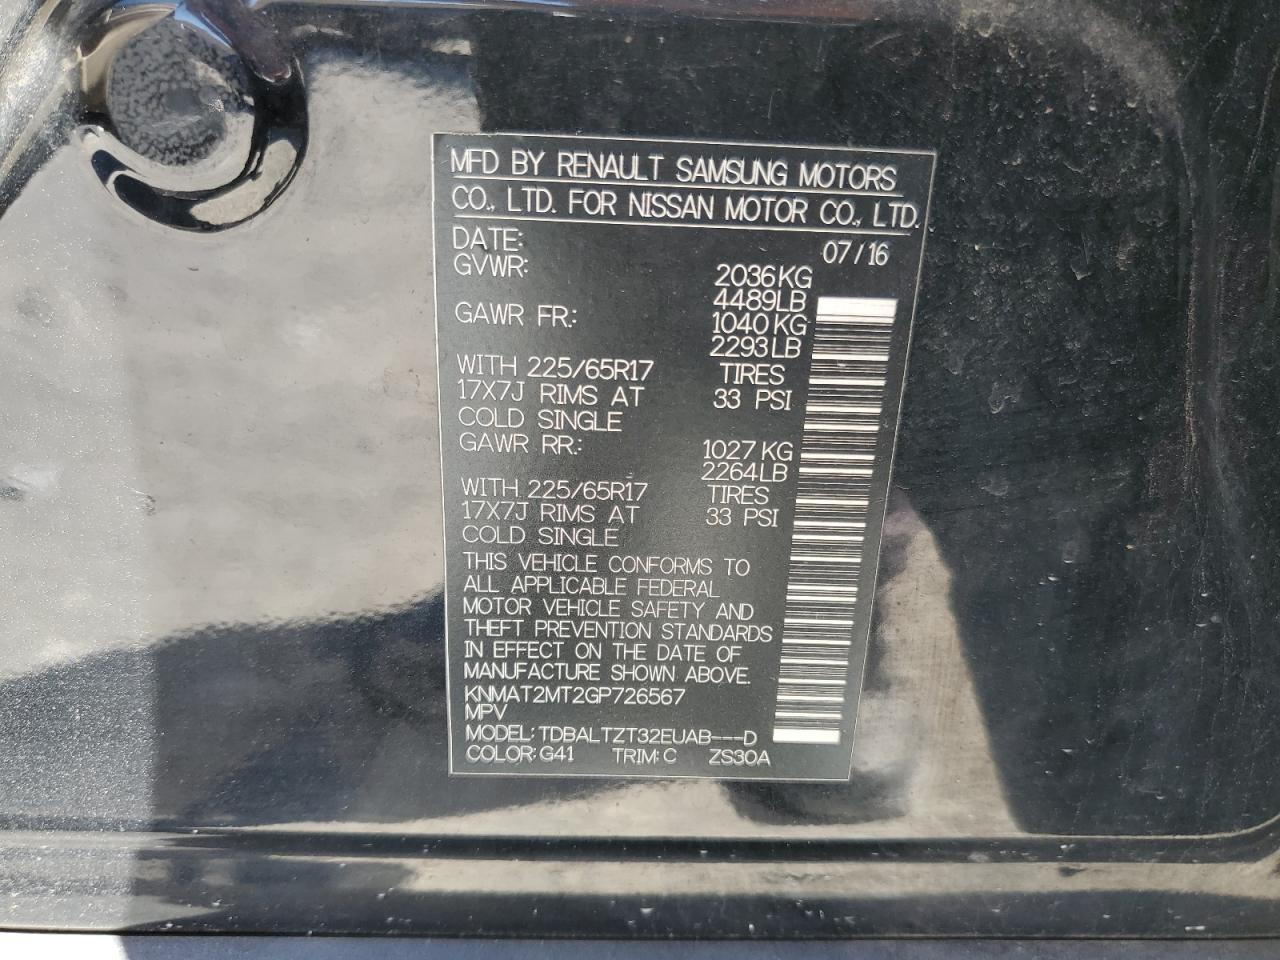 MFD BY RENAULT SAMSUNG MOTORS
CO., LTD. FOR NISSAN MOTOR CO., LTD.
DATE: 07/16
GVWR: 2036KG
4489LB
GAWR FR.: 1040KG
2293LB
WITH 225/65R17 TIRES
17X7J RIMS AT 33 PSI
COLD SINGLE
GAWR RR.: 1027KG
2264LB
WITH 225/65R17 TIRES
17X7J RIMS AT 33 PSI
COLD SINGLE
THIS VEHICLE CONFORMS TO
ALL APPLICABLE FEDERAL
MOTOR VEHICLE SAFETY AND
THEFT PREVENTION STANDARDS
IN EFFECT ON THE DATE OF
MANUFACTURE SHOWN ABOVE.
KNMAT2MT2GP726567
MPV
MODEL: TDBALTZT32EUAB---D
COLOR: G41 TRIM: C ZS30A